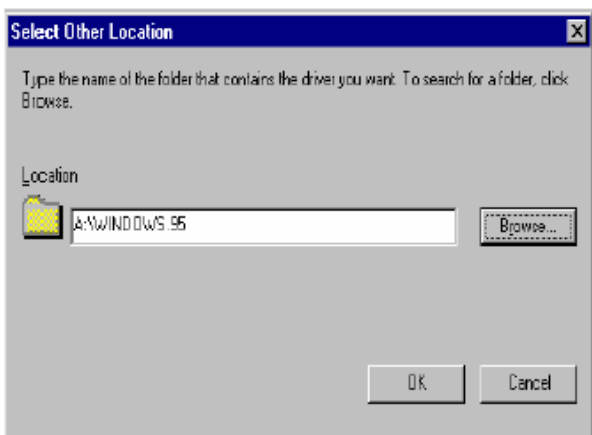 Select Other Location
Type the name of the folder that contains the driver you want. To search for a folder, click
Browse.
Location
A:\WINDOWS.95
Browse...
OK
Cancel